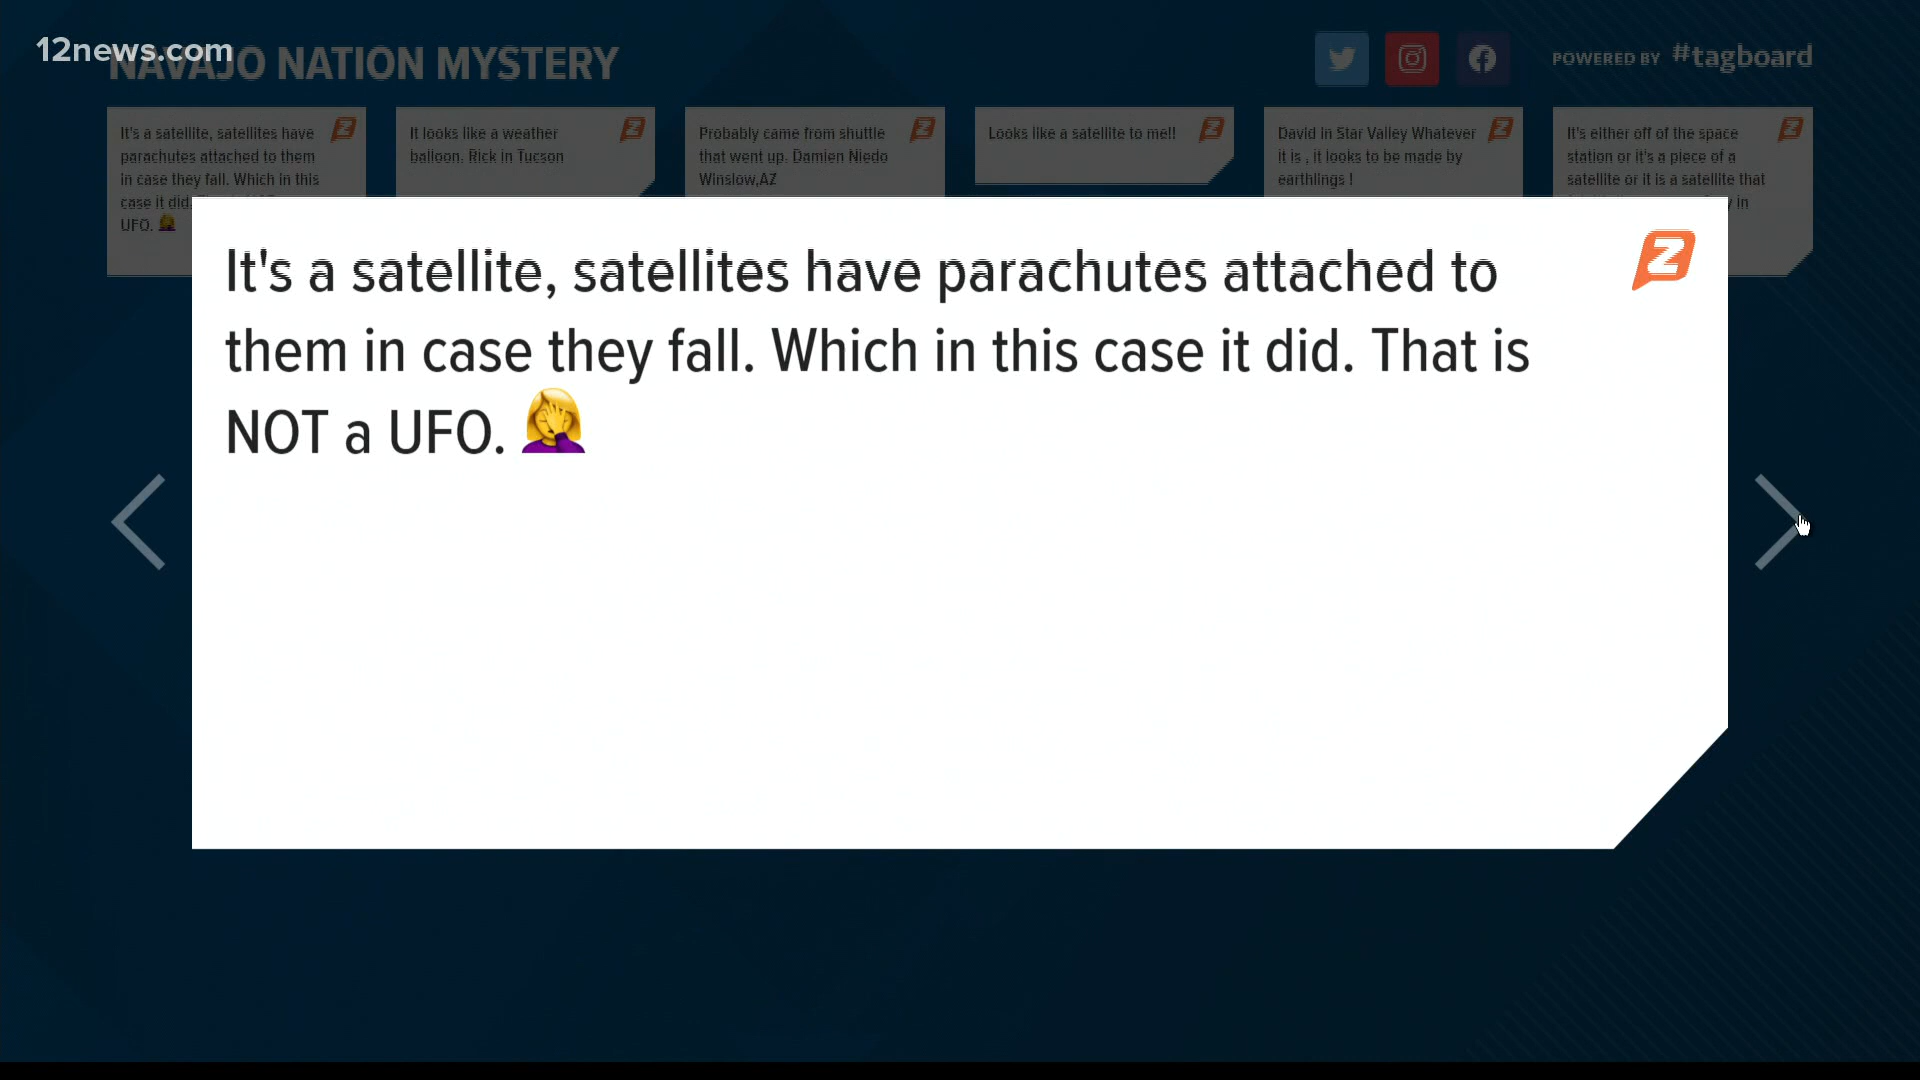 12news.com
NAVAJO NATION MYSTERY
POWERED BY #tagboard
It's a satellite, satellites have
parachutes attached to them
in case they fall. Which in this
case it did.
UFO. 🤦‍♀️
It looks like a weather
balloon. Rick in Tucson
Probably came from shuttle
that went up. Damien Niedo
Winslow,AZ
Looks like a satellite to me!!
David in Star Valley Whatever
it is , it looks to be made by
earthlings !
It's either off of the space
station or it's a piece of a
satellite or it is a satellite that
in
It's a satellite, satellites have parachutes attached to
them in case they fall. Which in this case it did. That is
NOT a UFO. 🤦‍♀️